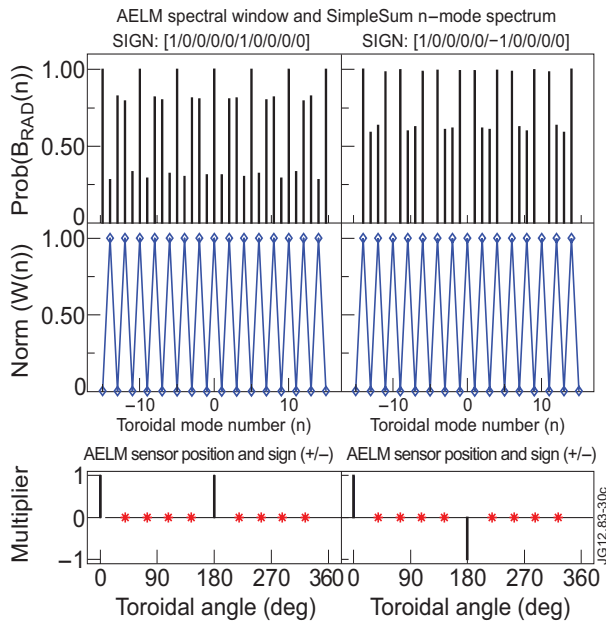 AELM spectral window and SimpleSum n−mode spectrum
SIGN: [1/0/0/0/0/1/0/0/0/0] SIGN: [1/0/0/0/0/−1/0/0/0/0]
Prob(B_RAD(n))
1.00
0.50
0
Norm (W(n))
1.00
0.50
0
−10 0 10 −10 0 10
Toroidal mode number (n) Toroidal mode number (n)
AELM sensor position and sign (+/−) AELM sensor position and sign (+/−)
Multiplier
1
0
−1
0 90 180 270 360 0 90 180 270 360
Toroidal angle (deg) Toroidal angle (deg)
JG12.83-30c